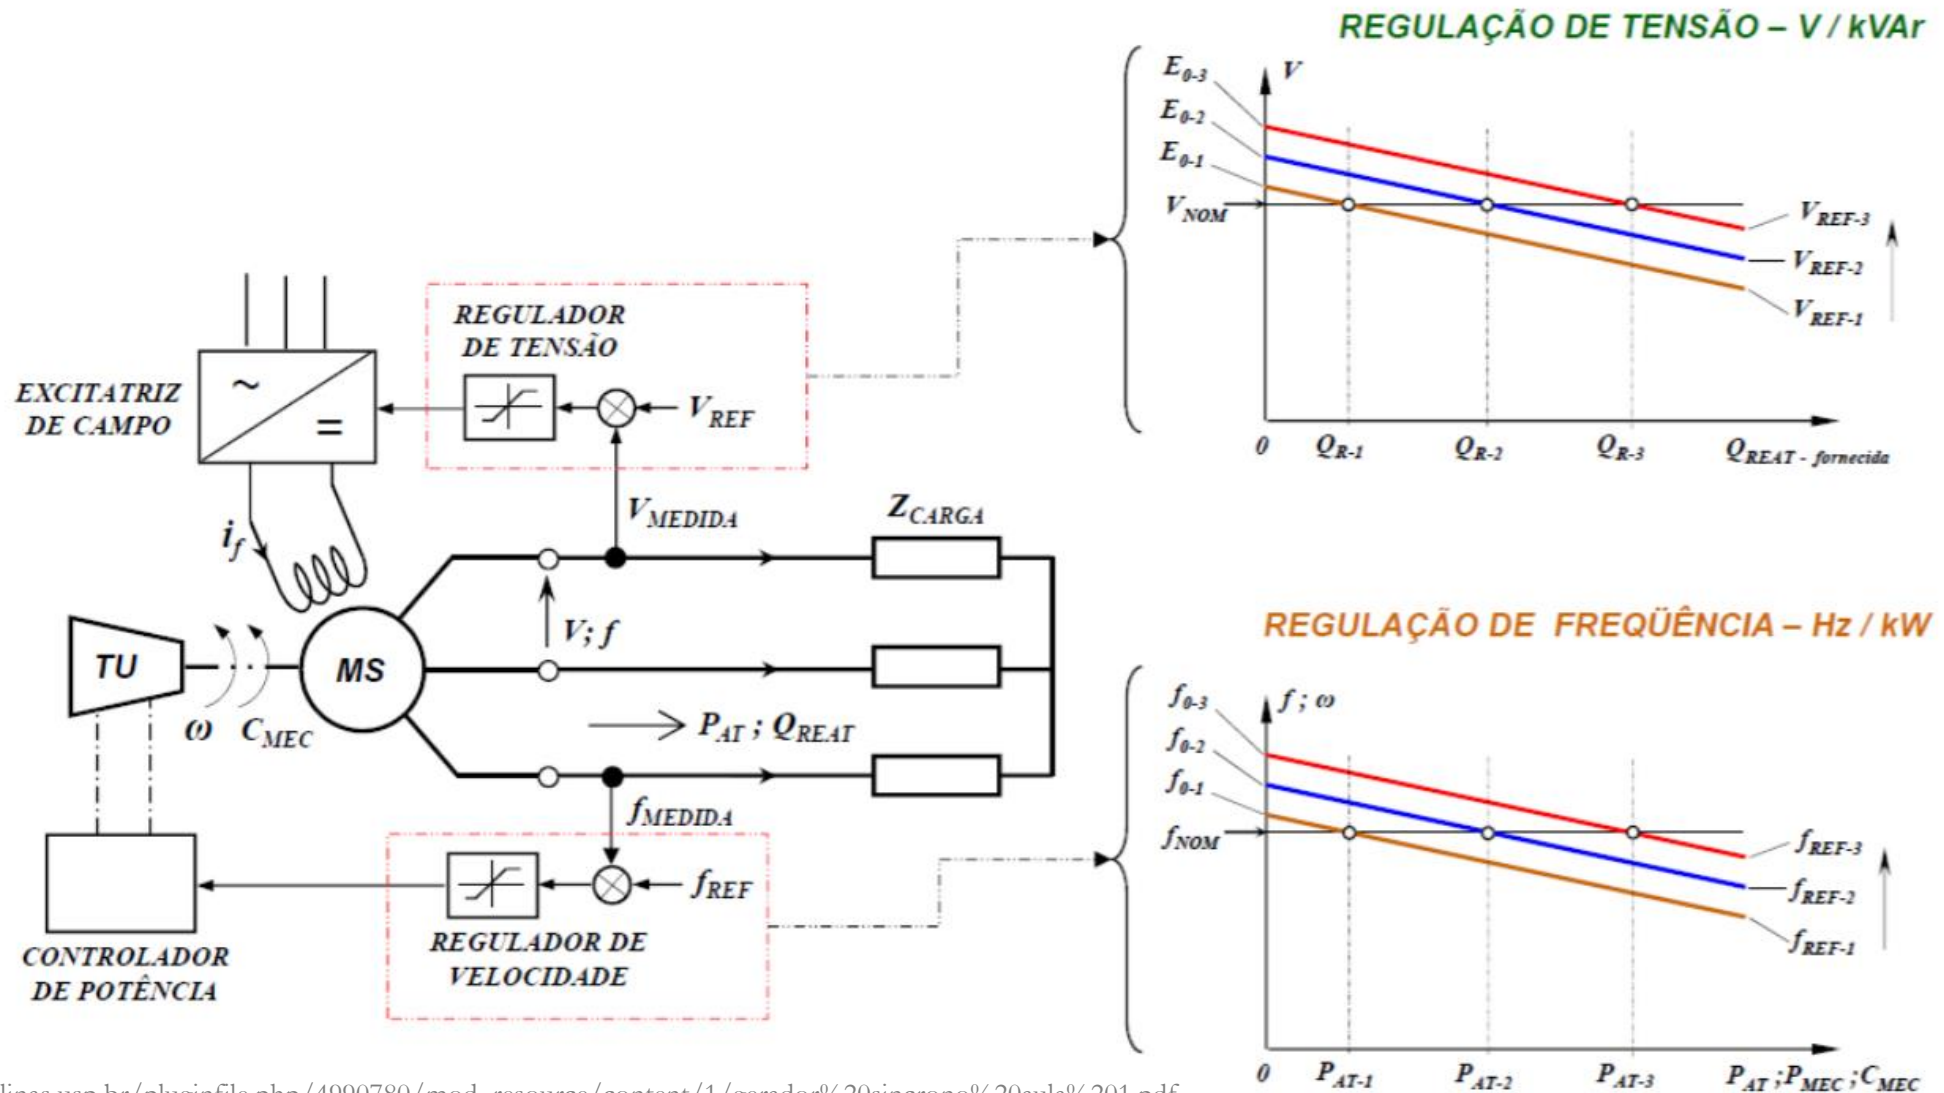 REGULAÇÃO DE TENSÃO – V / kVAr
E0-3
V
E0-2
E0-1
VNOM
VREF-3
VREF-2
VREF-1
0
QR-1
QR-2
QR-3
QREAT - fornecida
REGULADOR
DE TENSÃO
EXCITATRIZ
DE CAMPO
~
=
VREF
VMEDIDA
ZCARGA
if
V; f
TU
MS
ω
CMEC
PAT ; QREAT
fMEDIDA
fREF
REGULADOR DE
VELOCIDADE
CONTROLADOR
DE POTÊNCIA
REGULAÇÃO DE FREQÜÊNCIA – Hz / kW
f0-3
f ; ω
f0-2
f0-1
fNOM
fREF-3
fREF-2
fREF-1
0
PAT-1
PAT-2
PAT-3
PAT ;PMEC ;CMEC